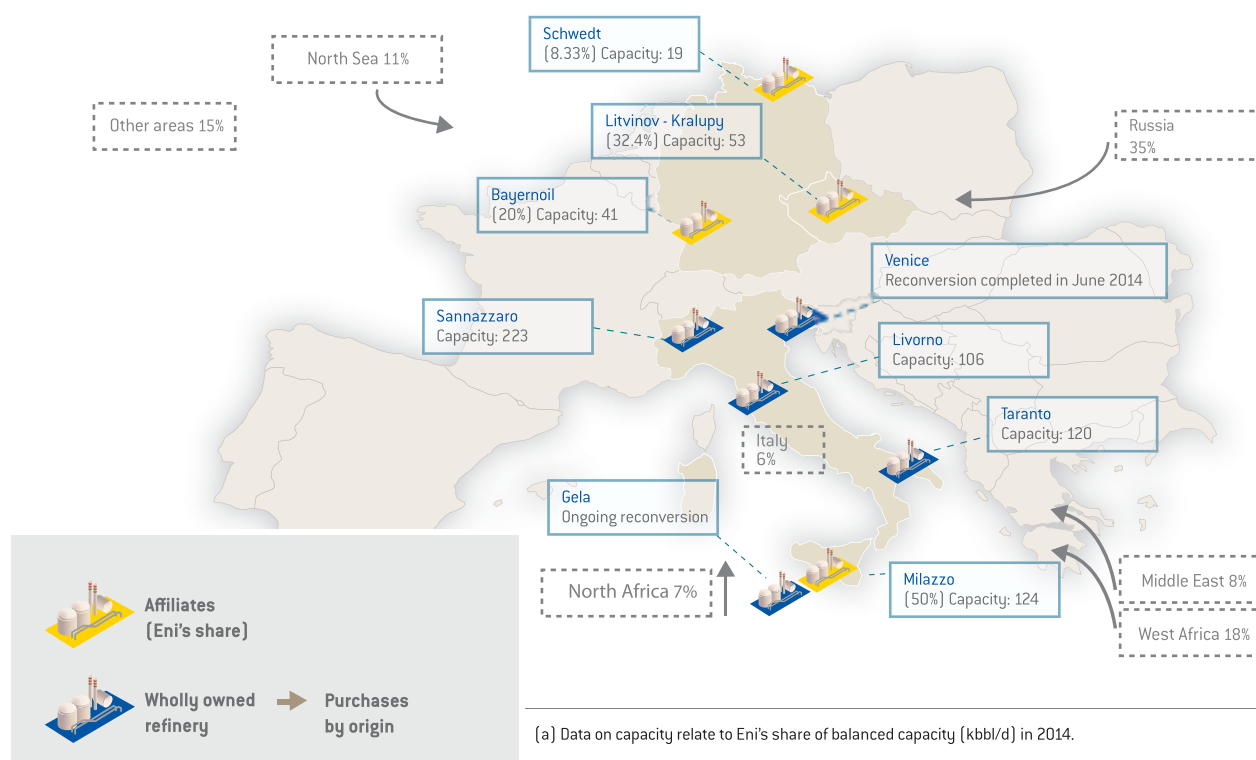 Schwedt
(8.33%) Capacity: 19
North Sea 11%
Other areas 15%
Litvinov - Kralupy
(32.4%) Capacity: 53
Russia
35%
Bayernoil
(20%) Capacity: 41
Venice
Reconversion completed in June 2014
Sannazzaro
Capacity: 223
Livorno
Capacity: 106
Taranto
Capacity: 120
Italy
6%
Gela
Ongoing reconversion
North Africa 7%
Milazzo
(50%) Capacity: 124
Middle East 8%
West Africa 18%
Affiliates
(Eni's share)
Wholly owned
refinery
Purchases
by origin
(a) Data on capacity relate to Eni's share of balanced capacity (kbbl/d) in 2014.